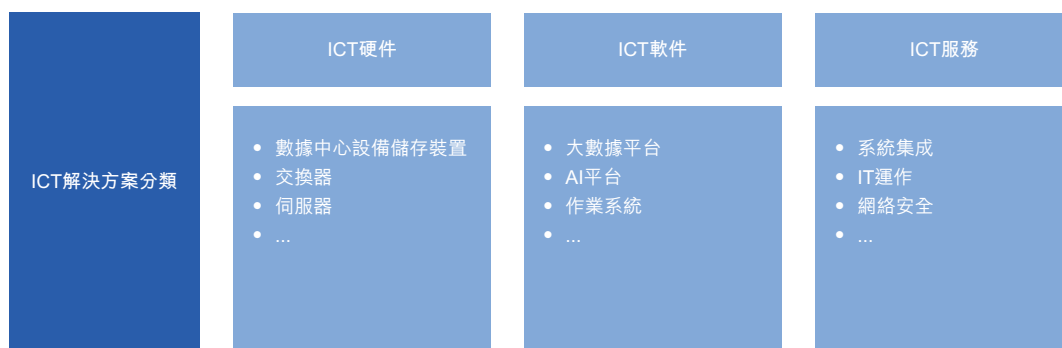 ICT解決方案分類
ICT硬件
• 數據中心設備儲存裝置
• 交換器
• 伺服器
• ...
ICT軟件
• 大數據平台
• AI平台
• 作業系統
• ...
ICT服務
• 系統集成
• IT運作
• 網絡安全
• ...